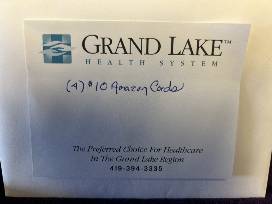 GRAND LAKE™
HEALTH SYSTEM
(4) $10 Amazon Cards
The Preferred Choice For Healthcare
In The Grand Lake Region
419-394-3335